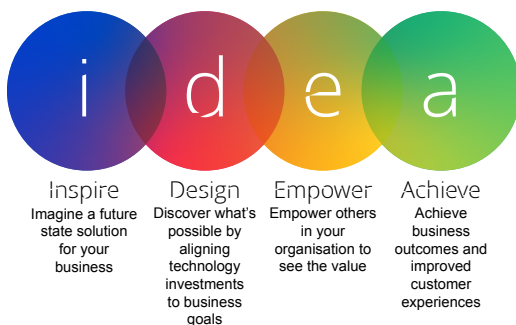 i d e a
Inspire
Imagine a future
state solution
for your
business
Design
Discover what's
possible by
aligning
technology
investments
to business
goals
Empower
Empower others
in your
organisation to
see the value
Achieve
Achieve
business
outcomes and
improved
customer
experiences